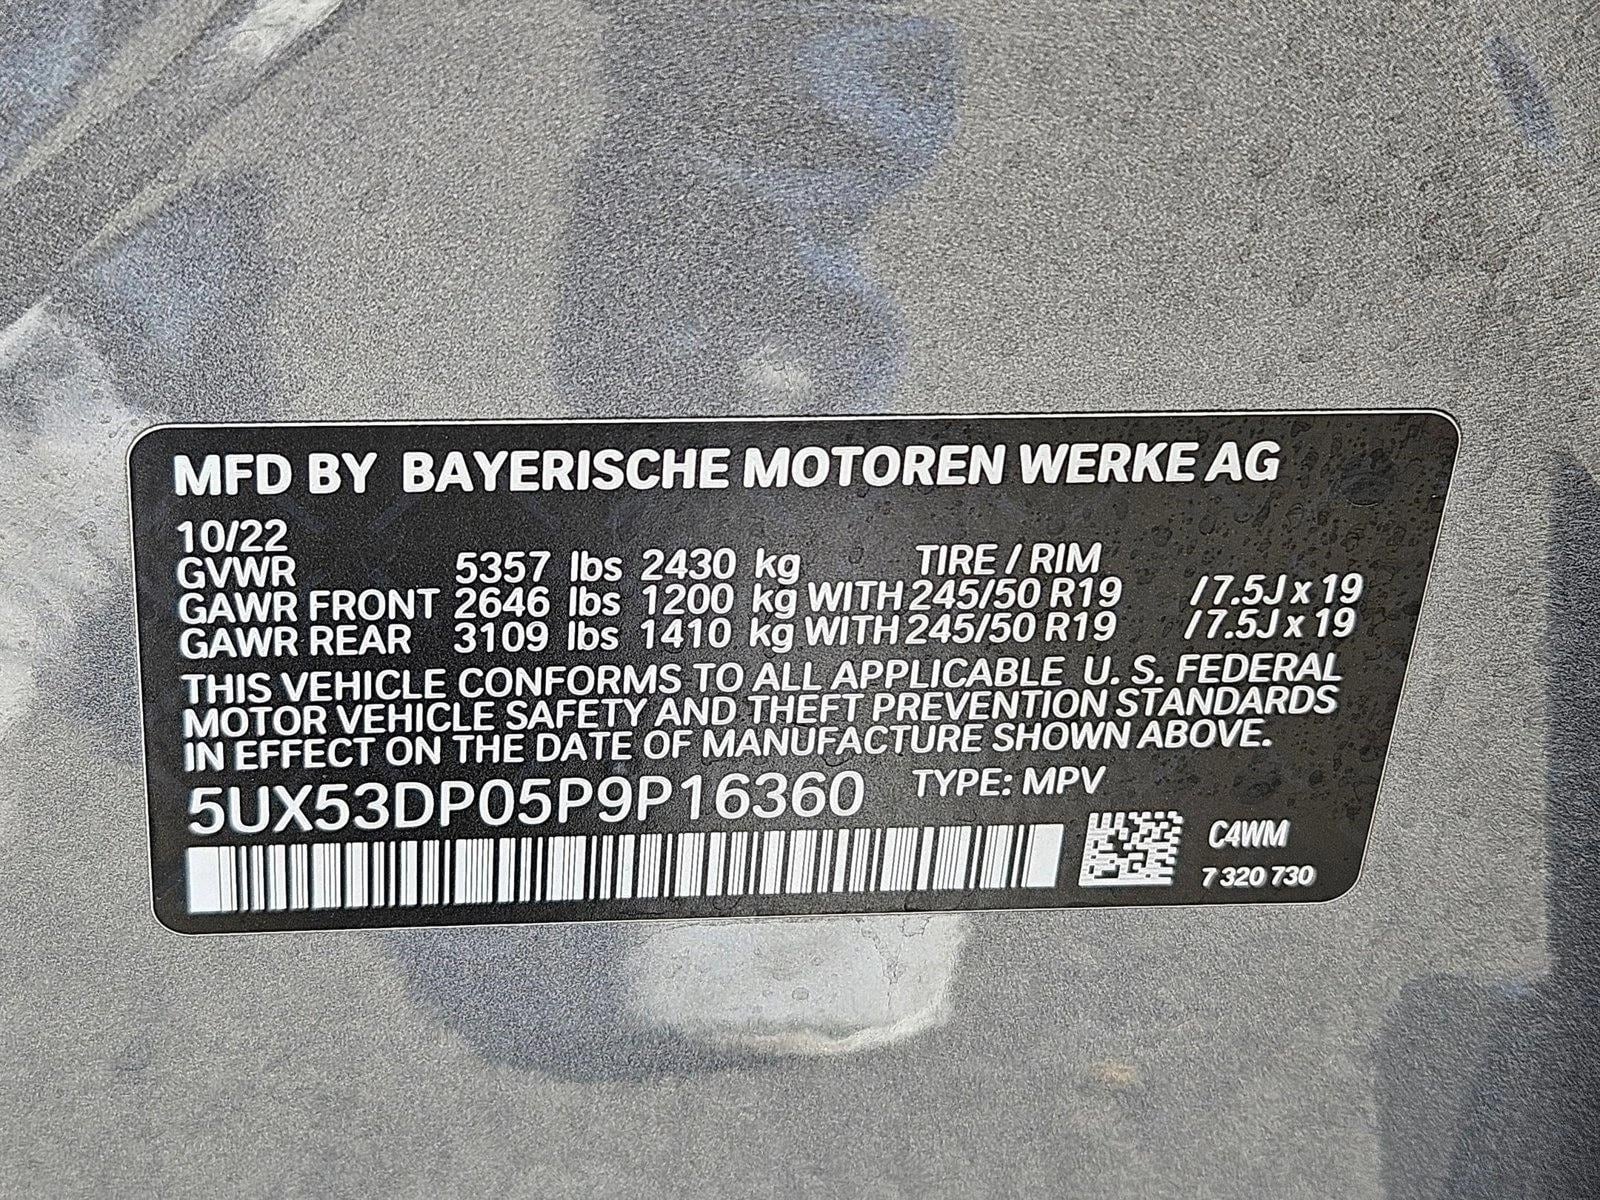 MFD BY BAYERISCHE MOTOREN WERKE AG
10/22
GVWR 5357 lbs 2430 kg TIRE / RIM
GAWR FRONT 2646 lbs 1200 kg WITH 245/50 R19 /7.5J x 19
GAWR REAR 3109 lbs 1410 kg WITH 245/50 R19 /7.5J x 19
THIS VEHICLE CONFORMS TO ALL APPLICABLE U. S. FEDERAL
MOTOR VEHICLE SAFETY AND THEFT PREVENTION STANDARDS
IN EFFECT ON THE DATE OF MANUFACTURE SHOWN ABOVE.
5UX53DP05P9P16360 TYPE: MPV
C4WM
7 320 730